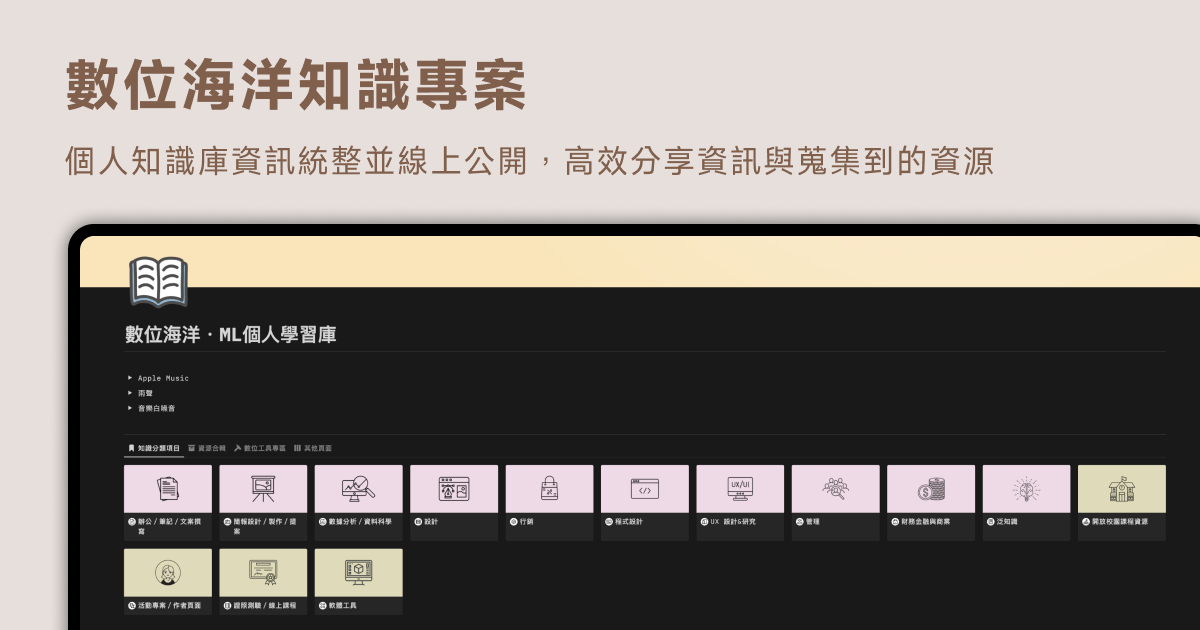 數位海洋知識專案
個人知識庫資訊統整並線上公開，高效分享資訊與蒐集到的資源
數位海洋・ML個人學習庫
Apple Music
雨聲
音樂白噪音
知識分類項目 資源合輯 數位工具專區 其他頁面
UX/UI
辦公 / 筆記 / 文案撰寫
簡報設計 / 製作 / 提案
數據分析 / 資料科學
設計
行銷
程式設計
UX 設計&研究
管理
財務金融與商業
泛知識
開放校園課程資源
活動專案 / 作者頁面
證照測驗 / 線上課程
軟體工具